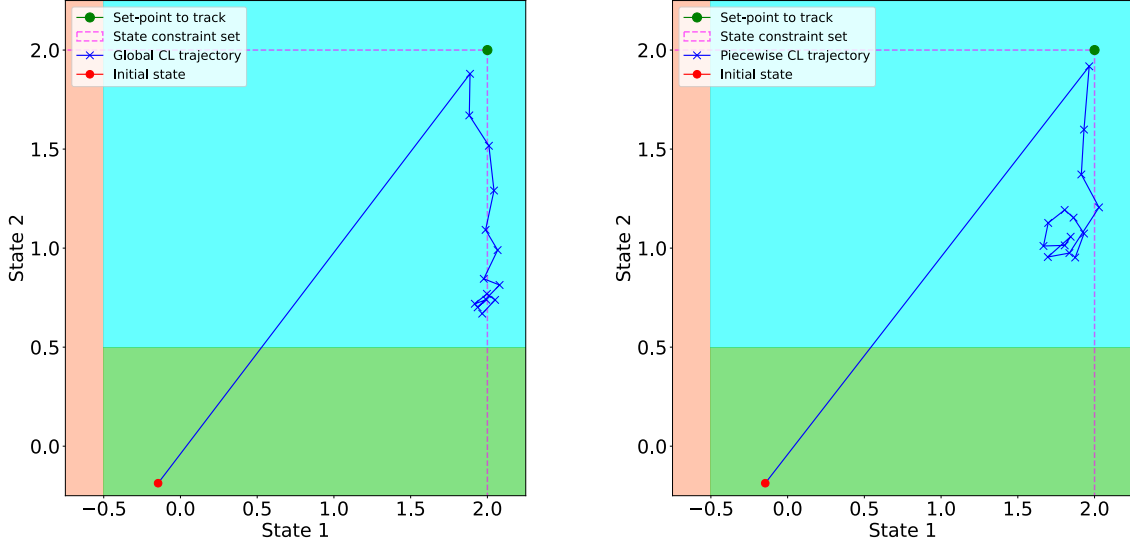 Set-point to track
State constraint set
Global CL trajectory
Initial state
2.0
1.5
1.0
0.5
0.0
State 2
−0.5 0.0 0.5 1.0 1.5 2.0
State 1
Set-point to track
State constraint set
Piecewise CL trajectory
Initial state
2.0
1.5
1.0
0.5
0.0
State 2
−0.5 0.0 0.5 1.0 1.5 2.0
State 1